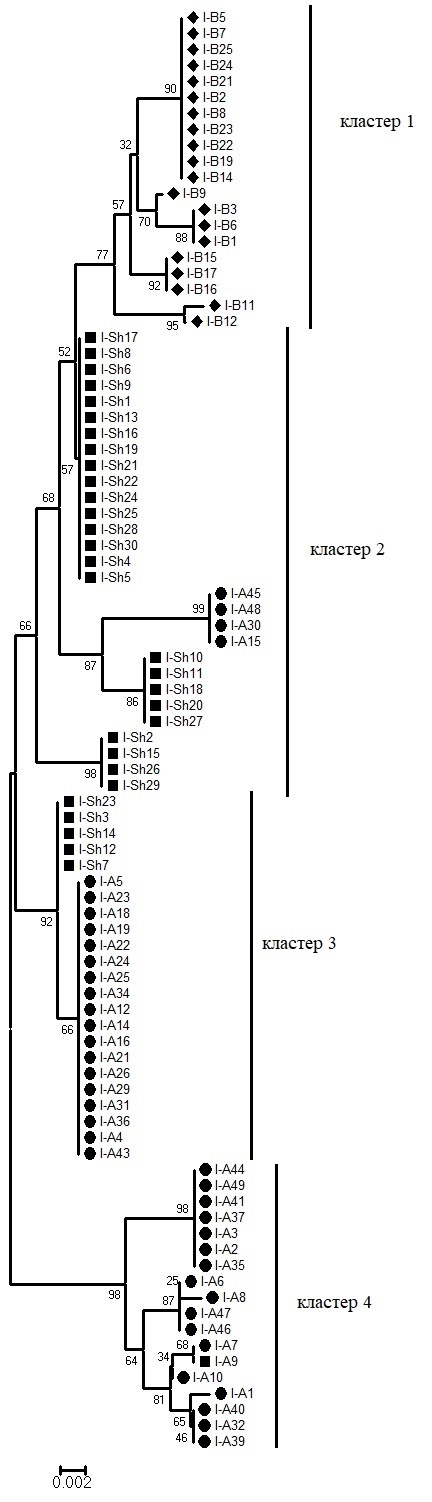 I-B5
I-B7
I-B25
I-B24
I-B21
90
I-B2
I-B8
кластер 1
I-B23
I-B22
32
I-B19
I-B14
I-B9
57
I-B3
70
I-B6
88
I-B1
77
I-B15
I-B17
92
I-B16
I-B11
95
I-B12
I-Sh17
52
I-Sh8
I-Sh6
I-Sh9
I-Sh1
I-Sh13
I-Sh16
I-Sh19
57
I-Sh21
I-Sh22
68
I-Sh24
I-Sh25
I-Sh28
I-Sh30
кластер 2
I-Sh4
I-Sh5
I-A45
99
I-A48
66
I-A30
I-A15
87
I-Sh10
I-Sh11
I-Sh18
86
I-Sh20
I-Sh27
I-Sh2
I-Sh15
98
I-Sh26
I-Sh29
I-Sh23
I-Sh3
I-Sh14
I-Sh12
I-Sh7
I-A5
I-A23
92
I-A18
I-A19
I-A22
кластер 3
I-A24
I-A25
I-A34
I-A12
I-A14
66
I-A16
I-A21
I-A26
I-A29
I-A31
I-A36
I-A4
I-A43
I-A44
I-A49
I-A41
98
I-A37
I-A3
I-A2
I-A35
25
I-A6
98
87
I-A8
кластер 4
I-A47
I-A46
68
I-A7
64
34
I-A9
I-A10
81
I-A1
65
I-A40
I-A32
46
I-A39
0.002